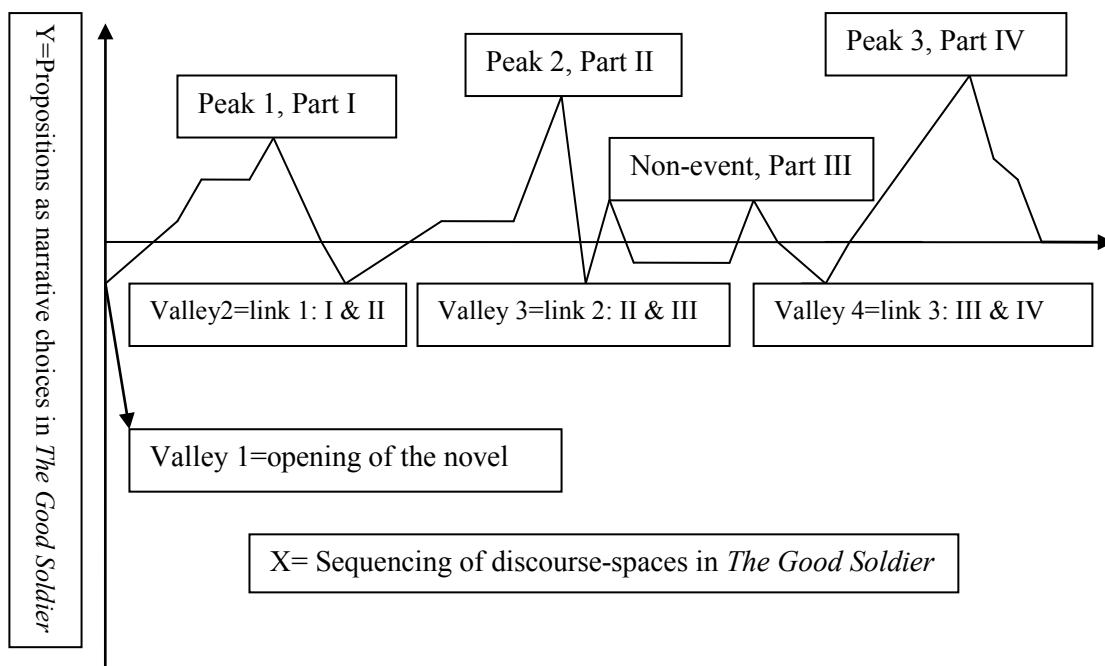 Y=Propositions as narrative choices in The Good Soldier
Peak 1, Part I
Peak 2, Part II
Peak 3, Part IV
Non-event, Part III
Valley2=link 1: I & II
Valley 3=link 2: II & III
Valley 4=link 3: III & IV
Valley 1=opening of the novel
X= Sequencing of discourse-spaces in The Good Soldier